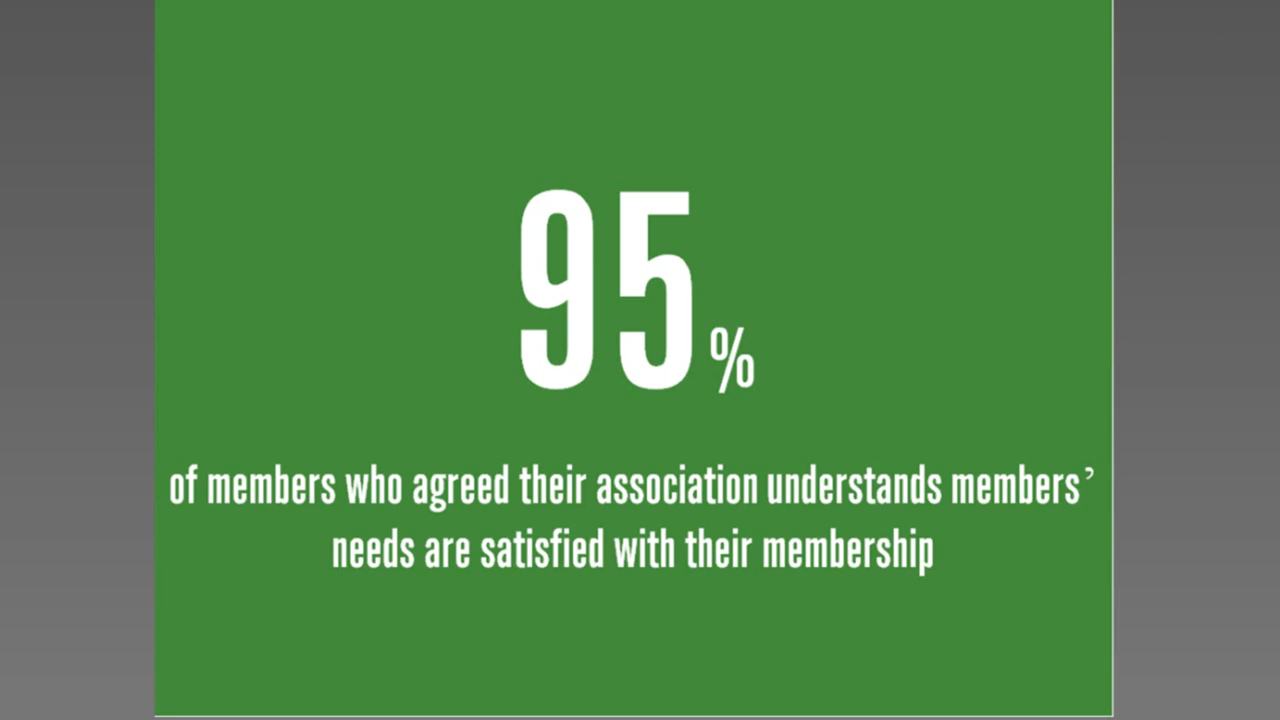 95%
of members who agreed their association understands members’
needs are satisfied with their membership